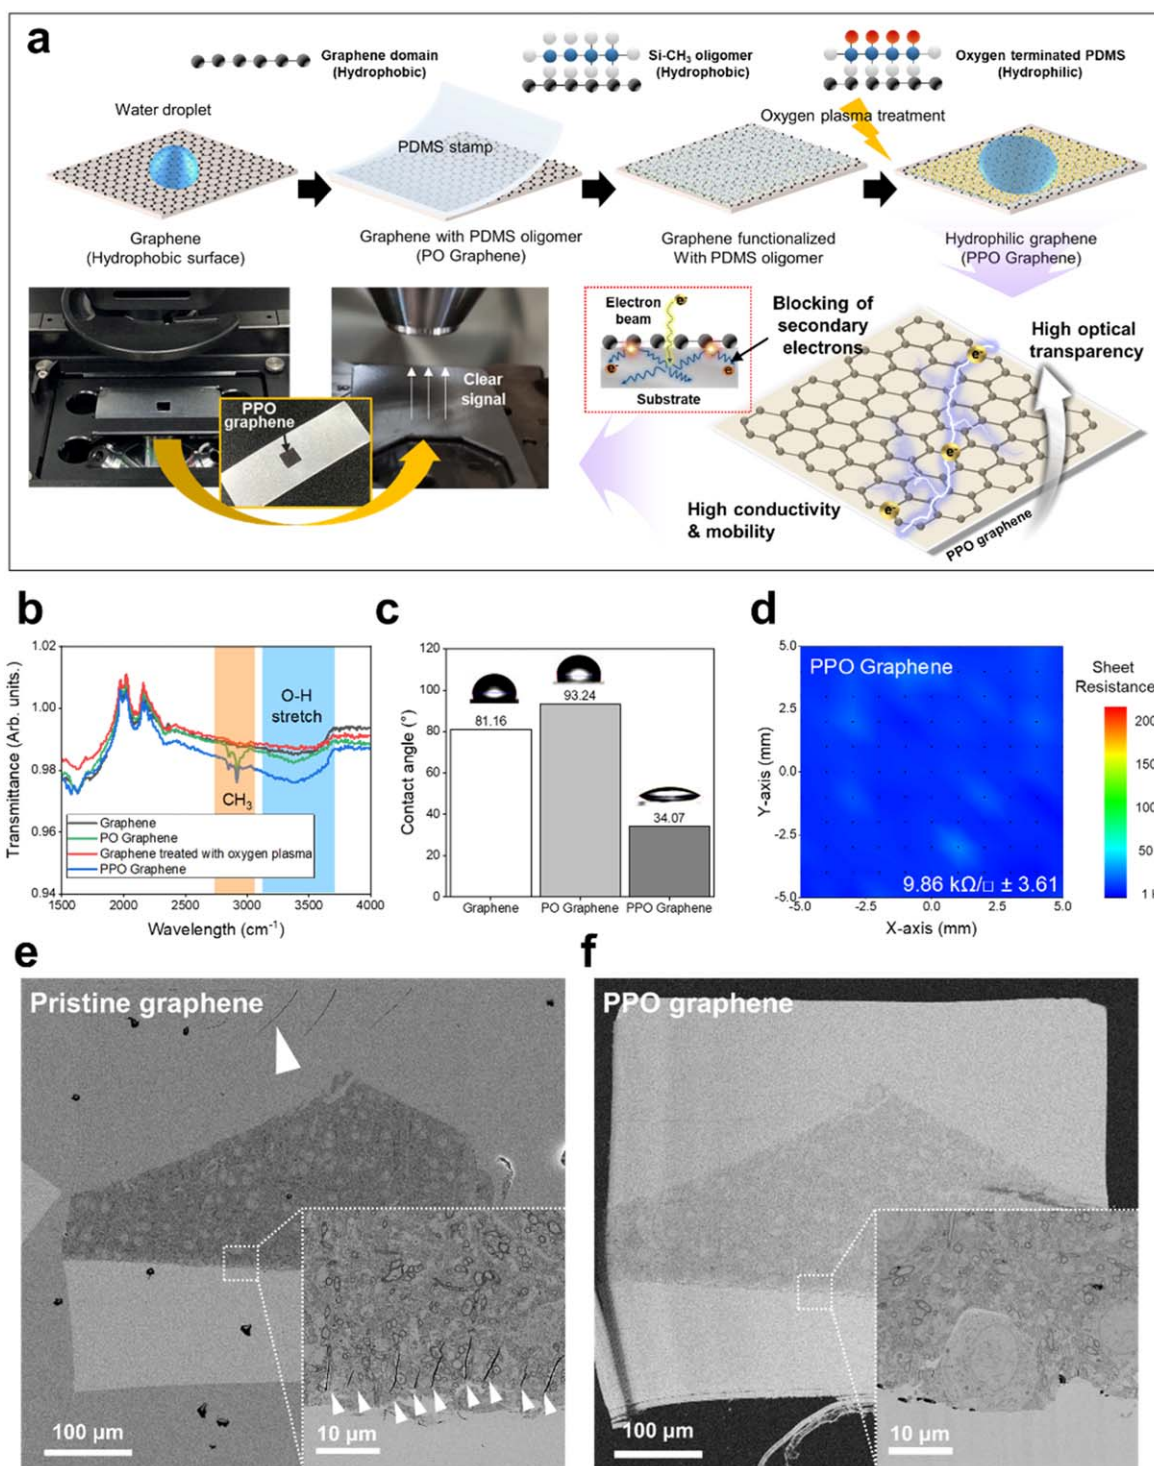 a
Graphene domain
(Hydrophobic)
Si-CH₃ oligomer
(Hydrophobic)
Oxygen terminated PDMS
(Hydrophilic)
Water droplet
PDMS stamp
Oxygen plasma treatment
Graphene
(Hydrophobic surface)
Graphene with PDMS oligomer
(PO Graphene)
Graphene functionalized
With PDMS oligomer
Hydrophilic graphene
(PPO Graphene)
PPO
graphene
Clear
signal
Electron
beam
e⁻
e⁻
e⁻
Substrate
Blocking of
secondary
electrons
High optical
transparency
e⁻
e⁻
e⁻
High conductivity
& mobility
PPO graphene
b
Transmittance (Arb. units.)
1.02
1.00
0.98
0.96
0.94
O-H
stretch
CH₃
Graphene
PO Graphene
Graphene treated with oxygen plasma
PPO Graphene
1500 2000 2500 3000 3500 4000
Wavelength (cm⁻¹)
c
Contact angle (°)
120
100
80
60
40
20
0
81.16
93.24
34.07
Graphene PO Graphene PPO Graphene
d
Y-axis (mm)
5.0
2.5
0.0
-2.5
-5.0
PPO Graphene
9.86 kΩ/□ ± 3.61
-5.0 -2.5 0.0 2.5 5.0
X-axis (mm)
Sheet
Resistance
200
150
100
50
1 k
e
Pristine graphene
100 µm
10 µm
f
PPO graphene
100 µm
10 µm